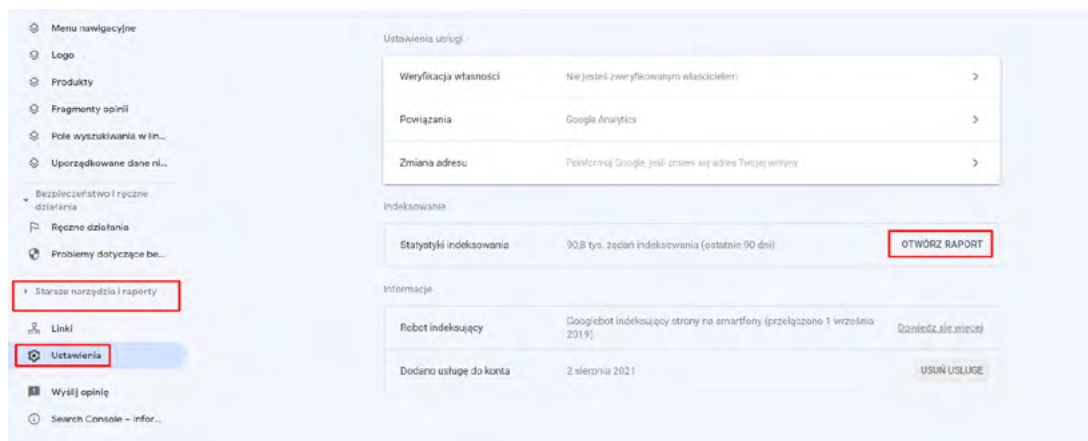 Menu nawigacyjne
Logo
Produkty
Fragmenty opinii
Pole wyszukiwania w lin...
Uporządkowane dane ni...
Bezpieczeństwo i ręczne
działania
Ręczne działania
Problemy dotyczące be...
Starsze narzędzia i raporty
Linki
Ustawienia
Wyślij opinię
Search Console – infor...
Ustawienia usługi
Weryfikacja własności
Nie jesteś zweryfikowanym właścicielem
Powiązania
Google Analytics
Zmiana adresu
Poinformuj Google, jeśli zmieni się adres Twojej witryny
Indeksowanie
Statystyki indeksowania
90,8 tys. żądań indeksowania (ostatnie 90 dni)
OTWÓRZ RAPORT
Informacje
Robot indeksujący
Googlebot indeksujący strony na smartfony (przełączono 1 września
2019)
Dowiedz się więcej
Dodano usługę do konta
2 sierpnia 2021
USUŃ USŁUGĘ